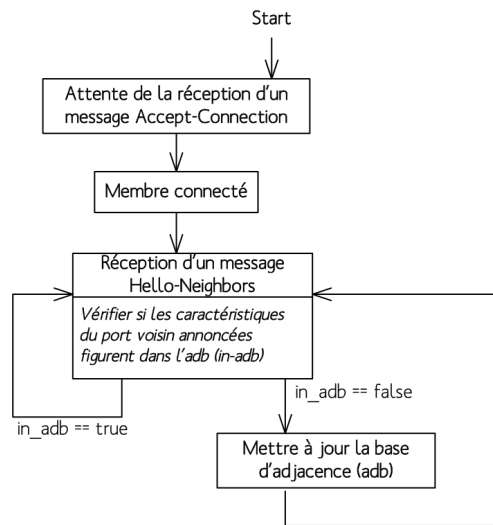 Start
Attente de la réception d'un
message Accept-Connection
Membre connecté
Réception d'un message
Hello-Neighbors
Vérifier si les caractéristiques
du port voisin annoncées
figurent dans l'adb (in-adb)
in_adb == false
in_adb == true
Mettre à jour la base
d'adjacence (adb)